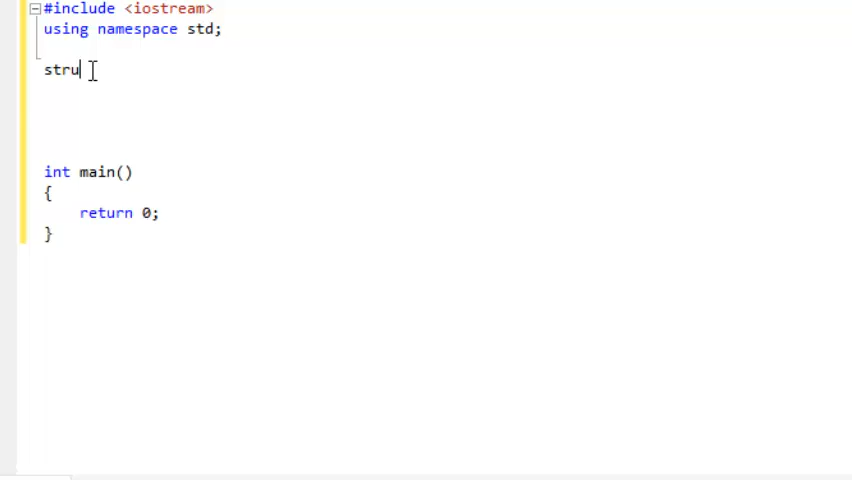 #include <iostream>
using namespace std;
stru
int main()
{
return 0;
}